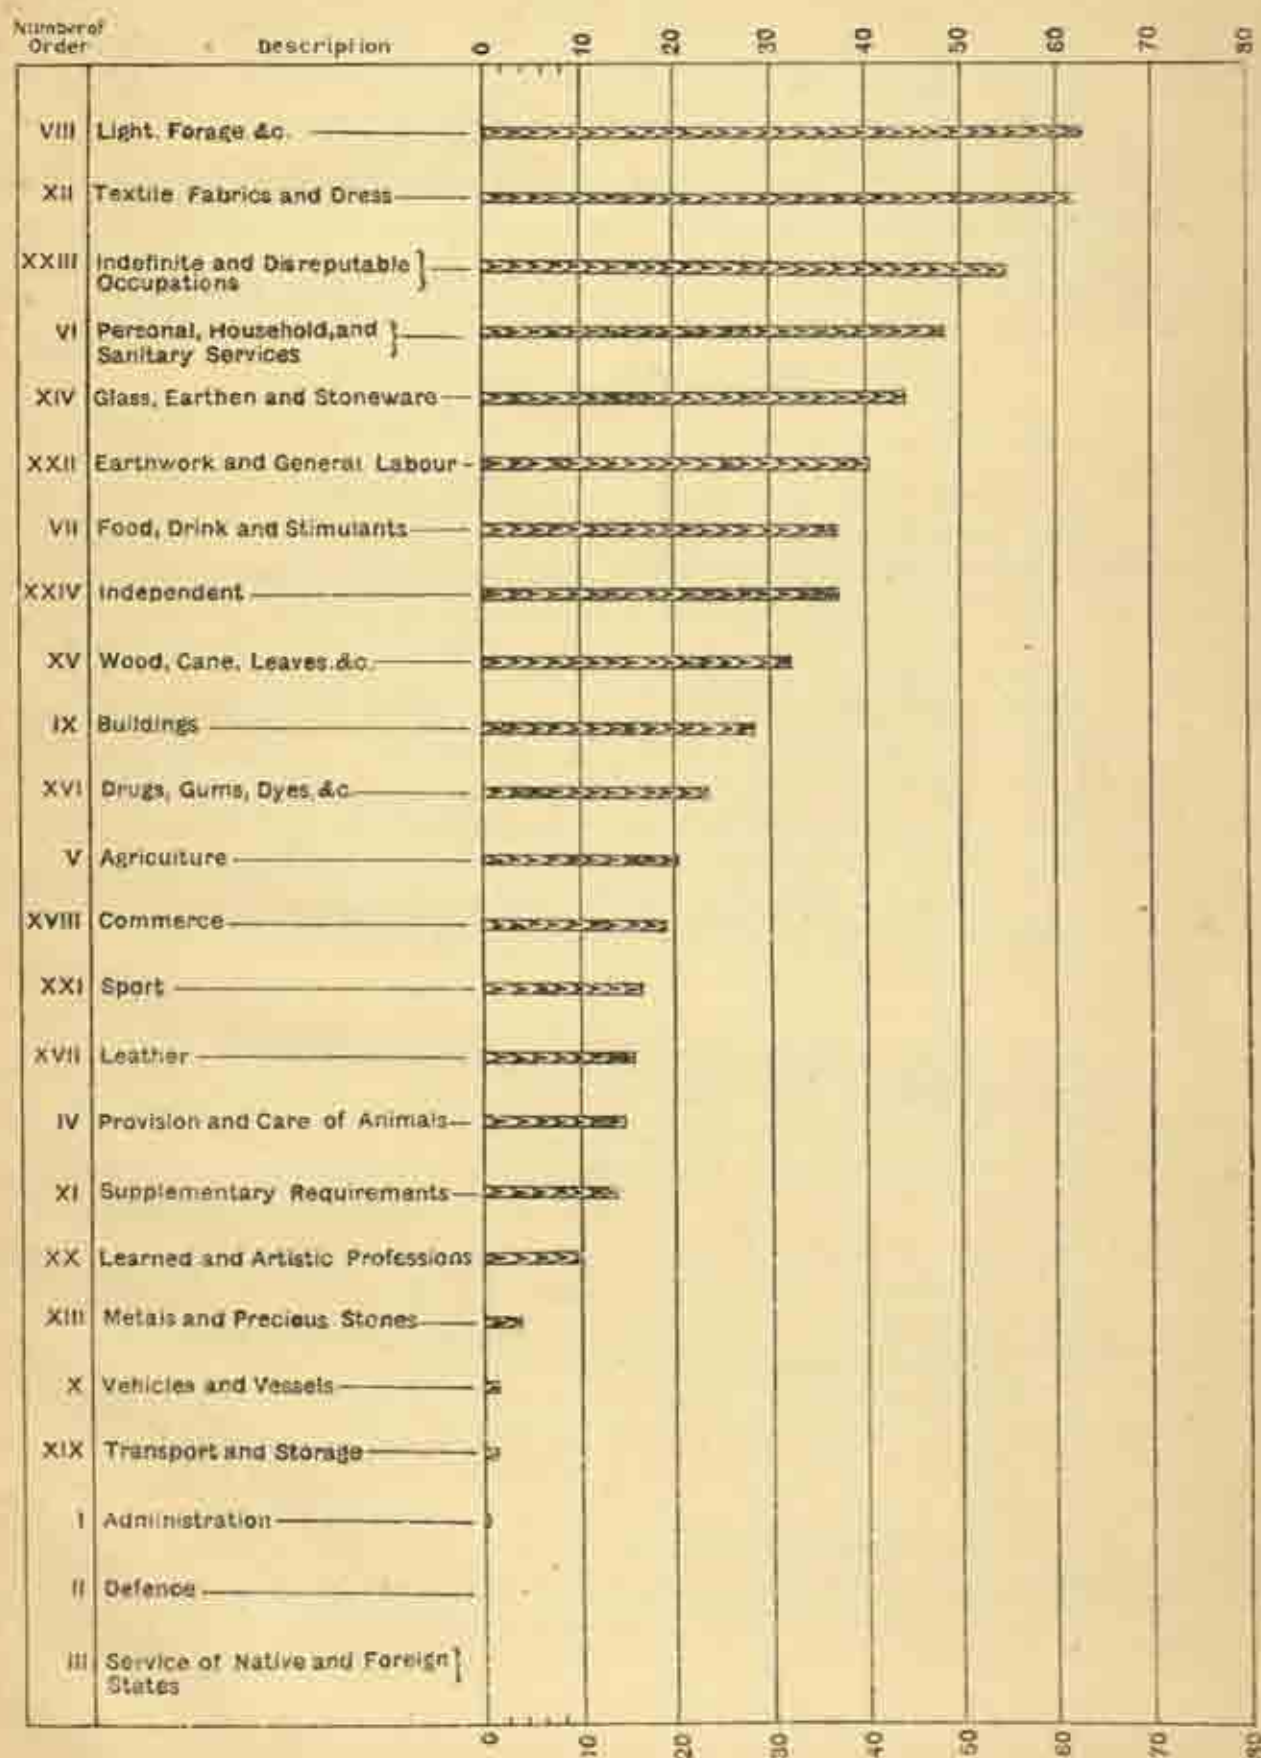 Number of
Order
Description
0 10 20 30 40 50 60 70 80
VIII Light, Forage &c.
XII Textile Fabrics and Dress
XXIII Indefinite and Disreputable
Occupations
VI Personal, Household, and
Sanitary Services
XIV Glass, Earthen and Stoneware
XXII Earthwork and General Labour
VII Food, Drink and Stimulants
XXIV Independent
XV Wood, Cane, Leaves, &c.
IX Buildings
XVI Drugs, Gums, Dyes, &c.
V Agriculture
XVIII Commerce
XXI Sport
XVII Leather
IV Provision and Care of Animals
XI Supplementary Requirements
XX Learned and Artistic Professions
XIII Metals and Precious Stones
X Vehicles and Vessels
XIX Transport and Storage
I Administration
II Defence
III Service of Native and Foreign
States
0 10 20 30 40 50 60 70 80